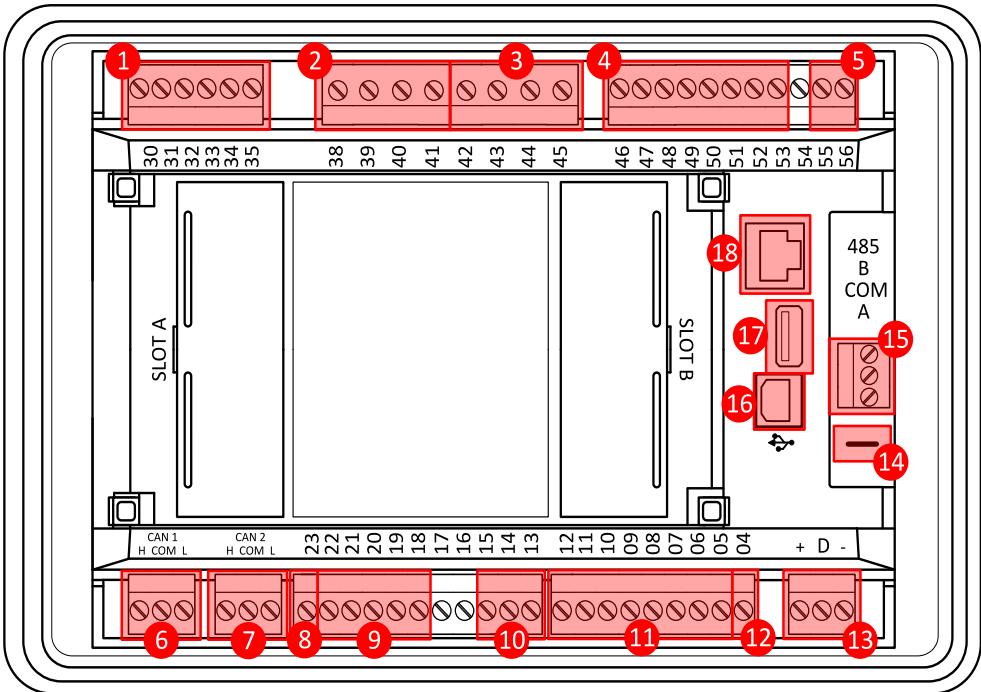 1 2 3 4 5
30 31 32 33 34 35 38 39 40 41 42 43 44 45 46 47 48 49 50 51 52 53 54 55 56
18
485
B
COM
A
17
15
SLOT A
SLOT B
16
14
CAN 1
H COM L
CAN 2
H COM L
23 22 21 20 19 18 17 16 15 14 13 12 11 10 09 08 07 06 05 04
+ D -
6 7 8 9 10 11 12 13